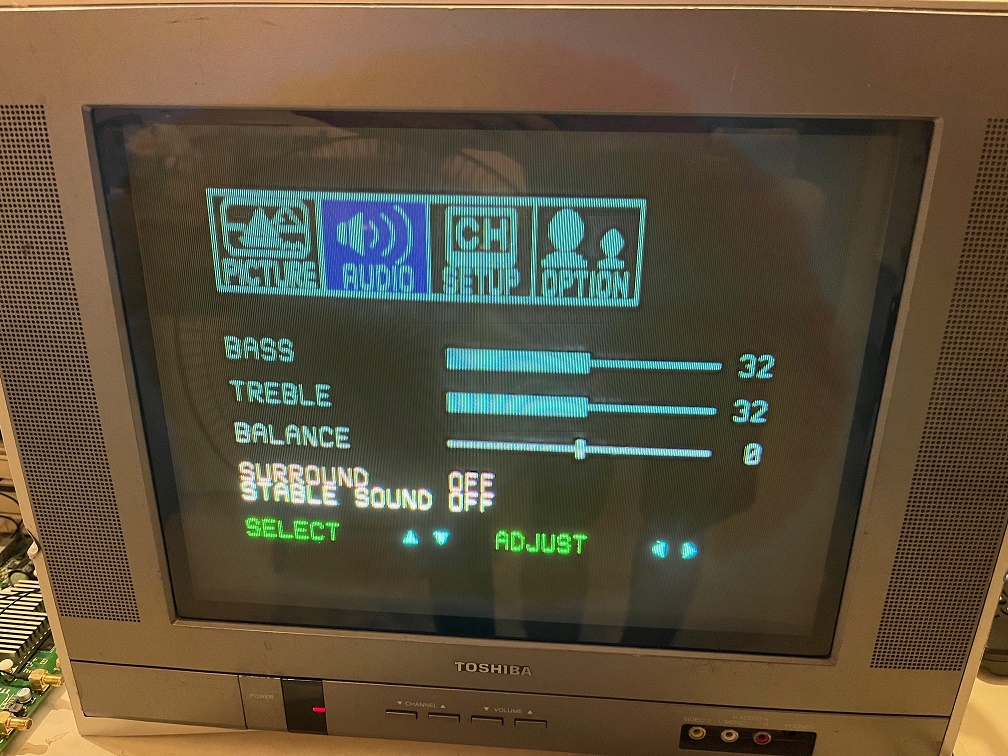 PICTURE AUDIO CH SETUP OPTION
BASS 32
TREBLE 32
BALANCE 0
SURROUND OFF
STABLE SOUND OFF
SELECT ▲ ▼ ADJUST ◀ ▶
TOSHIBA
POWER
▼ CHANNEL ▲ ▼ VOLUME ▲